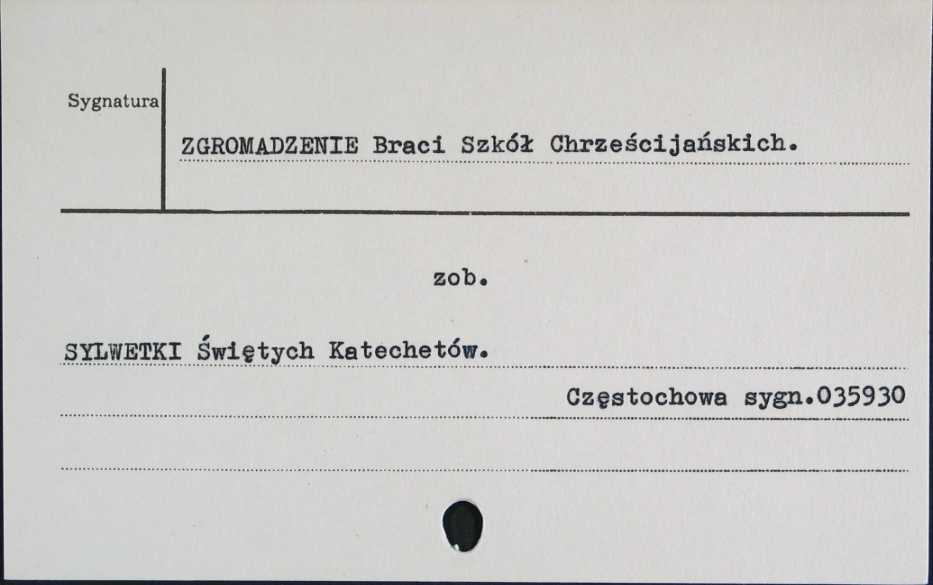 Sygnatura
ZGROMADZENIE Braci Szkół Chrześcijańskich.
zob.
SYLWETKI Świętych Katechetów.
Częstochowa sygn.035930